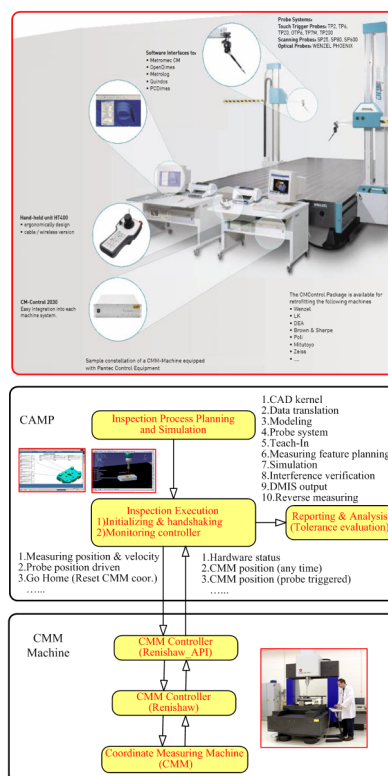 Probe Systems:
Touch Trigger Probes: TP2, TP6,
TP20, OTP6, TP7M, TP200
Scanning Probes: SP25, SP80, SP600
Optical Probes: WENZEL PHOENIX
Software Interfaces to:
• Metromec CM
• OpenDmes
• Metrolog
• Quindos
• PCDimes
Hand-held unit HT400
• ergonomically design
• cable / wireless version
CM-Control 2030
Easy integration into each
machine system.
The CMControl Package is available for
retrofitting the following machines
• Wenzel
• LK
• DEA
• Brown & Sharpe
• Poli
• Mitutoyo
• Zeiss
• ....
Sample constellation of a CMM-Machine equipped
with Pantec Control Equipment
CAMP
Inspection Process Planning
and Simulation
1.CAD kernel
2.Data translation
3.Modeling
4.Probe system
5.Teach-In
6.Measuring feature planning
7.Simulation
8.Interference verification
9.DMIS output
10.Reverse measuring
Inspection Execution
1)Initializing & handshaking
2)Monitoring controller
Reporting & Analysis
(Tolerance evaluation)
1.Measuring position & velocity
2.Probe position driven
3.Go Home (Reset CMM coor.)
……
1.Hardware status
2.CMM position (any time)
3.CMM position (probe triggered)
……
CMM
Machine
CMM Controller
(Renishaw_API)
CMM Controller
(Renishaw)
Coordinate Measuring Machine
(CMM)